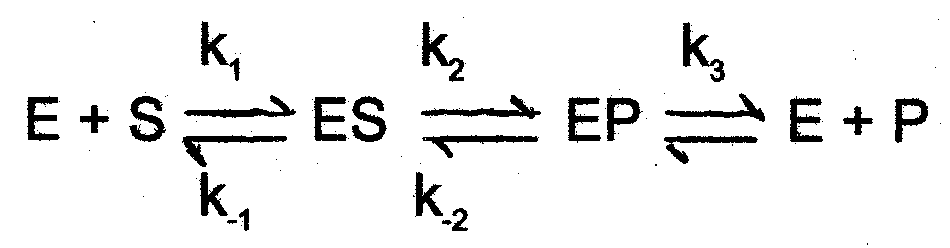 k₁ k₂ k₃
E + S ⇌ ES ⇌ EP ⇌ E + P
k₋₁ k₋₂